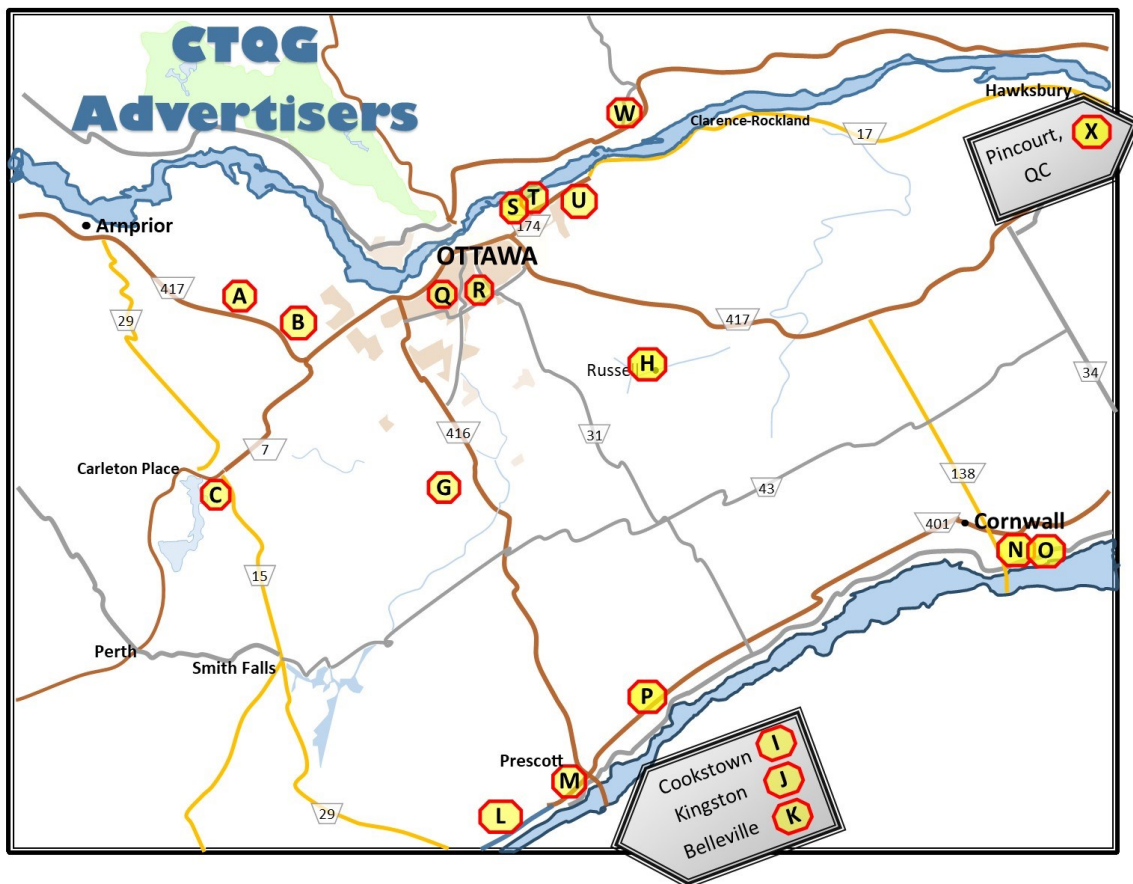 CTQG
Advertisers
W
Hawksbury
Clarence-Rockland
17
Pincourt, X
QC
S T U
174
Arnprior
OTTAWA
417
A
Q R
29
B
417
H
Russell
34
7
416
31
Carleton Place
C
G
43
138
401
Cornwall
N O
15
Perth
Smith Falls
P
Prescott
M
L
29
Cookstown I
Kingston J
Belleville K